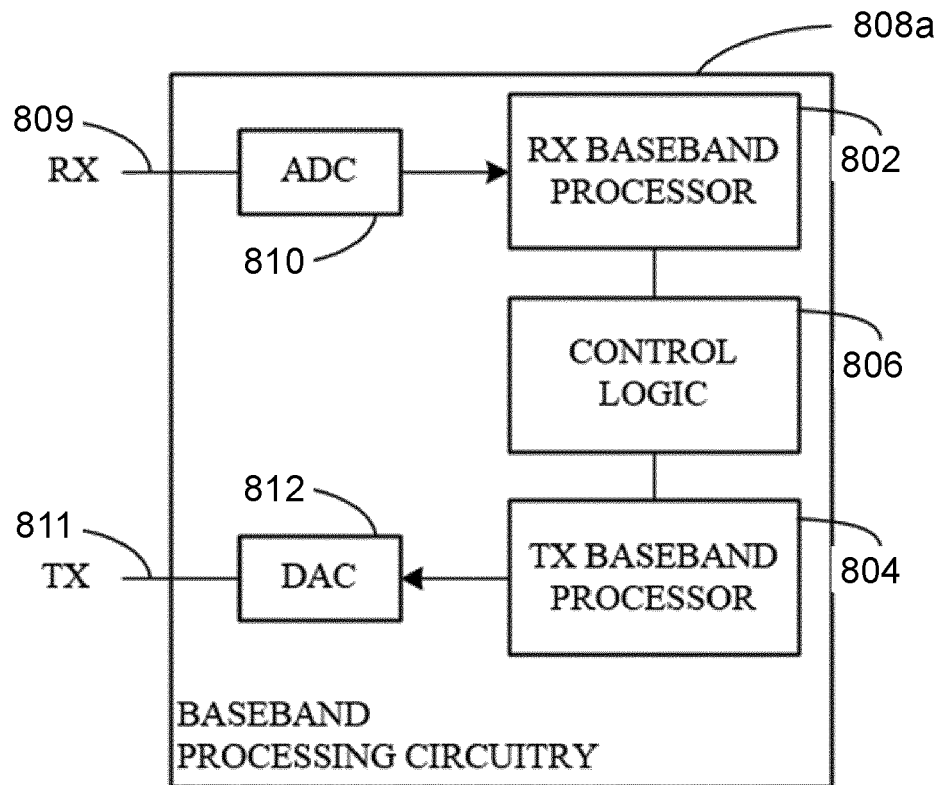 808a
809
RX
ADC
810
RX BASEBAND
PROCESSOR
802
CONTROL
LOGIC
806
811
TX
812
DAC
TX BASEBAND
PROCESSOR
804
BASEBAND
PROCESSING CIRCUITRY